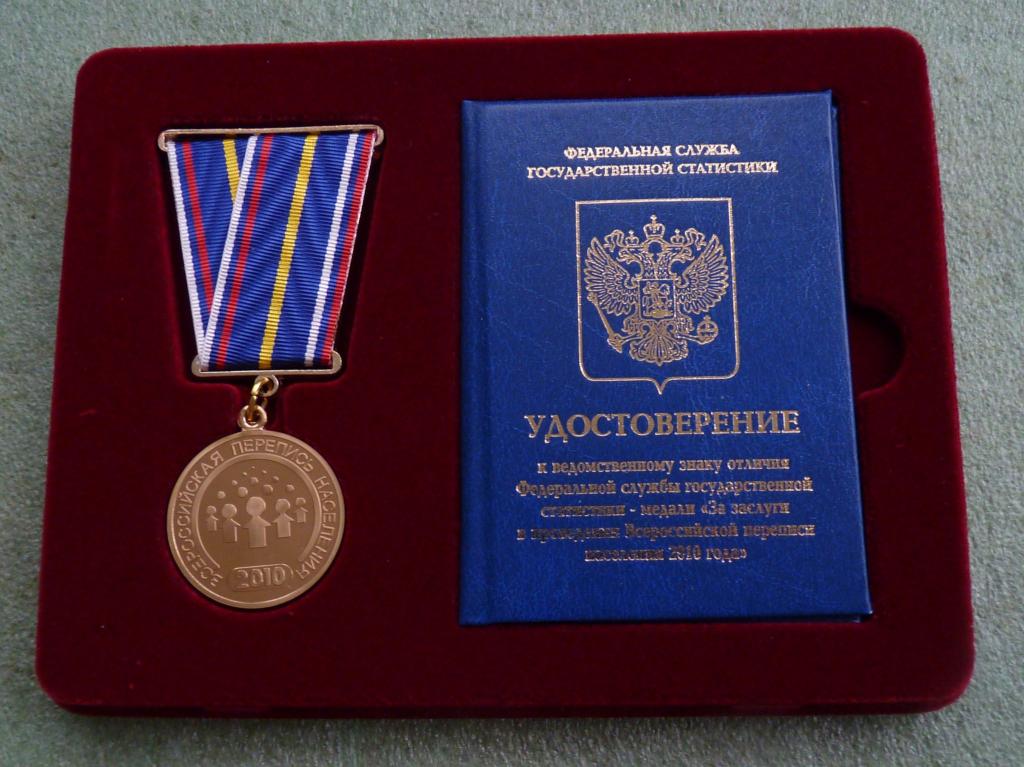 ВСЕРОССИЙСКАЯ ПЕРЕПИСЬ НАСЕЛЕНИЯ
2010
ФЕДЕРАЛЬНАЯ СЛУЖБА
ГОСУДАРСТВЕННОЙ СТАТИСТИКИ
УДОСТОВЕРЕНИЕ
к ведомственному знаку отличия
Федеральной службы государственной
статистики - медали «За заслуги
в проведении Всероссийской переписи
населения 2010 года»